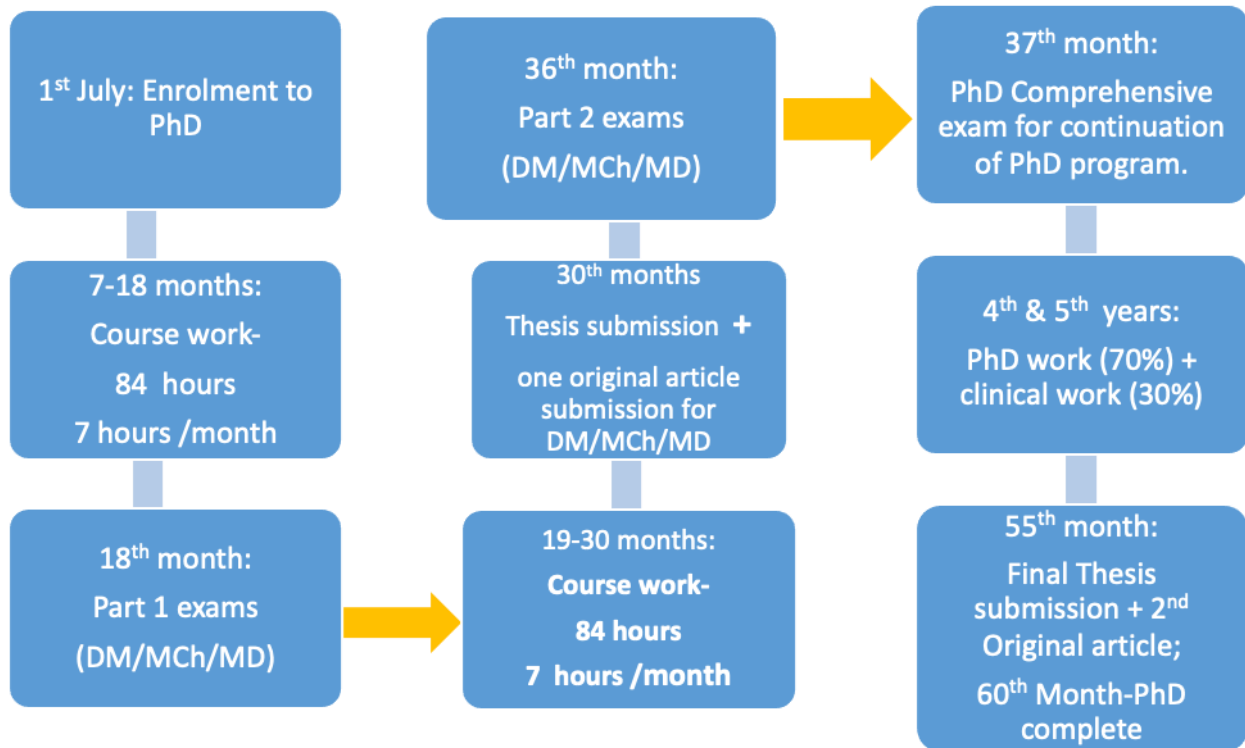 1st July: Enrolment to
PhD
7-18 months:
Course work-
84 hours
7 hours /month
18th month:
Part 1 exams
(DM/MCh/MD)
19-30 months:
Course work-
84 hours
7 hours /month
30th months
Thesis submission +
one original article
submission for
DM/MCh/MD
36th month:
Part 2 exams
(DM/MCh/MD)
37th month:
PhD Comprehensive
exam for continuation
of PhD program.
4th & 5th years:
PhD work (70%) +
clinical work (30%)
55th month:
Final Thesis
submission + 2nd
Original article;
60th Month-PhD
complete